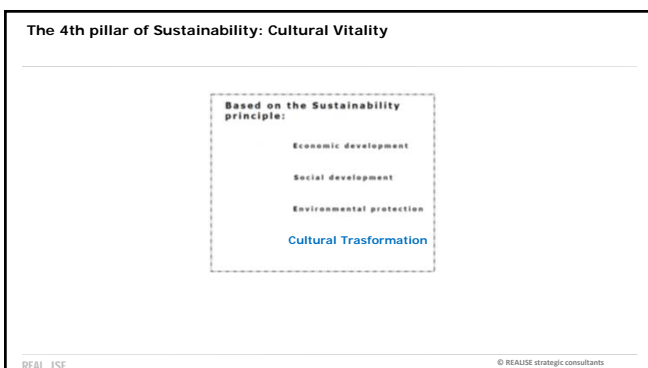 The 4th pillar of Sustainability: Cultural Vitality
Based on the Sustainability
principle:
Economic development
Social development
Environmental protection
Cultural Trasformation
REAL_ISE
© REALISE strategic consultants